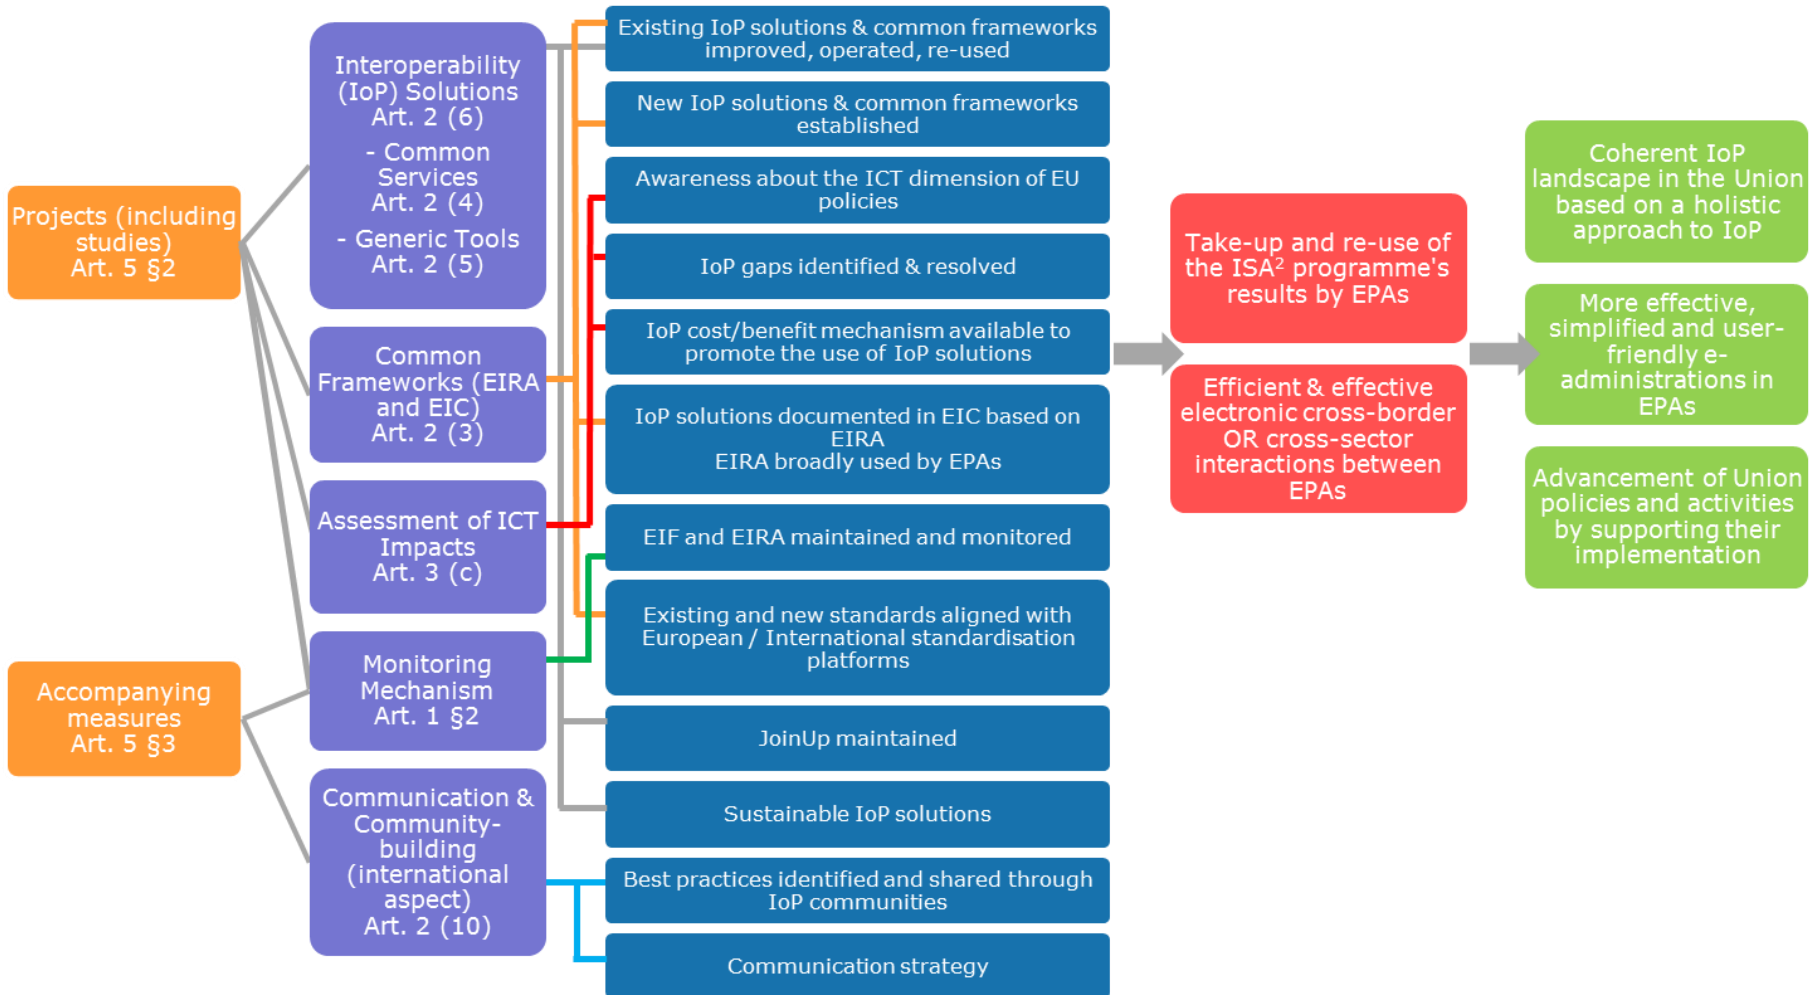 Projects (including
studies)
Art. 5 §2
Accompanying
measures
Art. 5 §3
Interoperability
(IoP) Solutions
Art. 2 (6)
- Common
Services
Art. 2 (4)
- Generic Tools
Art. 2 (5)
Common
Frameworks (EIRA
and EIC)
Art. 2 (3)
Assessment of ICT
Impacts
Art. 3 (c)
Monitoring
Mechanism
Art. 1 §2
Communication &
Community-
building
(international
aspect)
Art. 2 (10)
Existing IoP solutions & common frameworks
improved, operated, re-used
New IoP solutions & common frameworks
established
Awareness about the ICT dimension of EU
policies
IoP gaps identified & resolved
IoP cost/benefit mechanism available to
promote the use of IoP solutions
IoP solutions documented in EIC based on
EIRA
EIRA broadly used by EPAs
EIF and EIRA maintained and monitored
Existing and new standards aligned with
European / International standardisation
platforms
JoinUp maintained
Sustainable IoP solutions
Best practices identified and shared through
IoP communities
Communication strategy
Take-up and re-use of
the ISA² programme's
results by EPAs
Efficient & effective
electronic cross-border
OR cross-sector
interactions between
EPAs
Coherent IoP
landscape in the Union
based on a holistic
approach to IoP
More effective,
simplified and user-
friendly e-
administrations in
EPAs
Advancement of Union
policies and activities
by supporting their
implementation